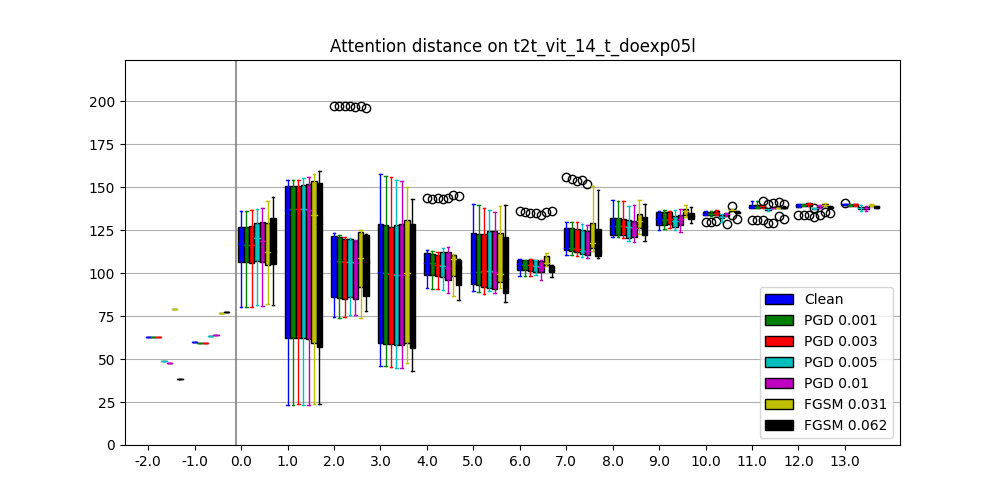 Attention distance on t2t_vit_14_t_doexp05l
200
175
150
125
100
75
50
25
0
-2.0 -1.0 0.0 1.0 2.0 3.0 4.0 5.0 6.0 7.0 8.0 9.0 10.0 11.0 12.0 13.0
Clean
PGD 0.001
PGD 0.003
PGD 0.005
PGD 0.01
FGSM 0.031
FGSM 0.062